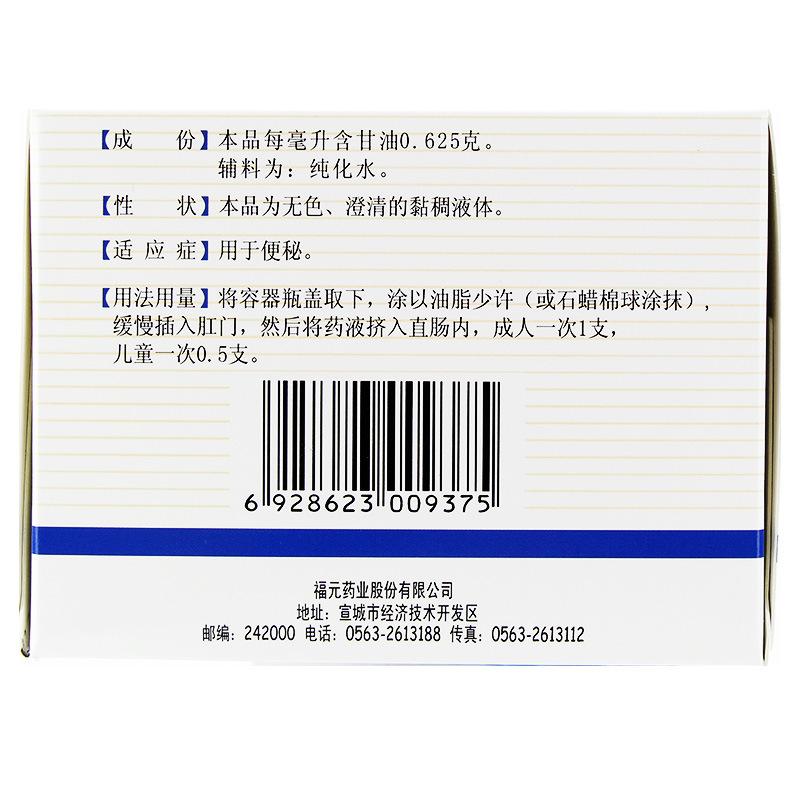 【成 份】本品每毫升含甘油0.625克。
辅料为：纯化水。
【性 状】本品为无色、澄清的黏稠液体。
【适 应 症】用于便秘。
【用法用量】将容器瓶盖取下，涂以油脂少许（或石蜡棉球涂抹），
缓慢插入肛门，然后将药液挤入直肠内，成人一次1支，
儿童一次0.5支。
6 928623 009375
福元药业股份有限公司
地址：宣城市经济技术开发区
邮编：242000 电话：0563-2613188 传真：0563-2613112